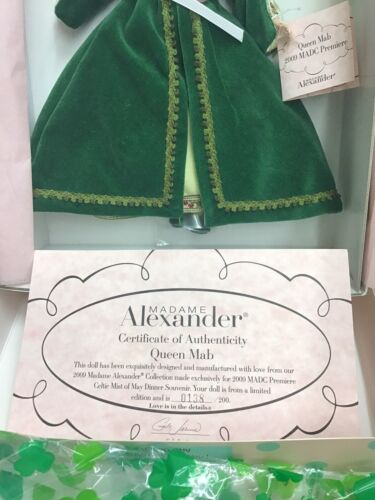 Queen Mab
2009 MADC Premiere
Alexander
MADAME
Alexander®
Certificate of Authenticity
Queen Mab
This doll has been exquisitely designed and manufactured with love from our
2009 Madame Alexander® Collection made exclusively for 2009 MADC Premiere
Celtic Mist of May Dinner Souvenir. Your doll is from a limited
edition and is 0138 /200.
Love is in the details®